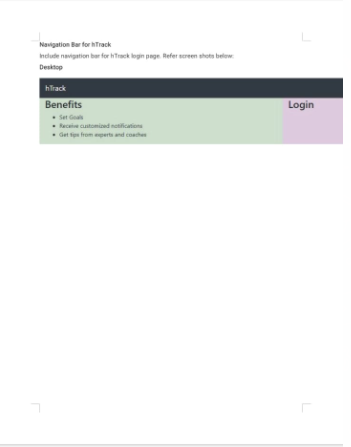 Navigation Bar for hTrack
Include navigation bar for hTrack login page. Refer screen shots below:
Desktop
hTrack
Benefits
Login
Set Goals
Receive customized notifications
Get tips from experts and coaches